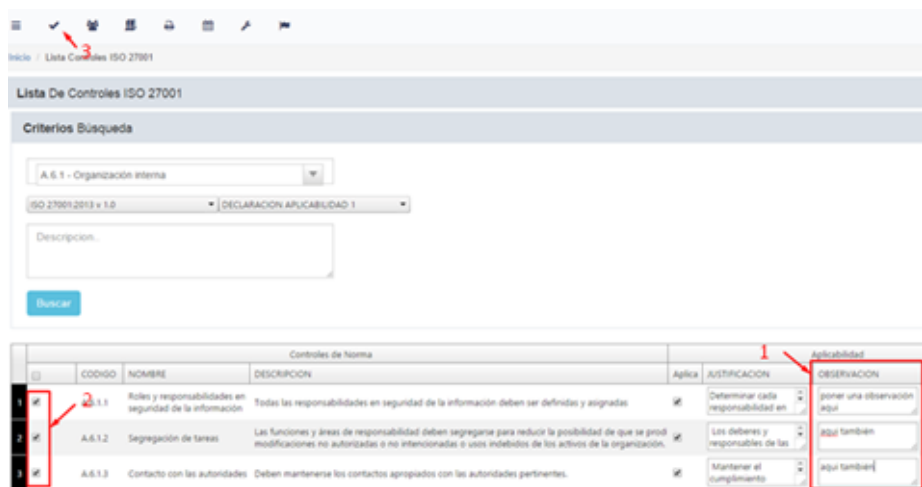 3
Inicio / Lista Controles ISO 27001
Lista De Controles ISO 27001
Criterios Búsqueda
A.6.1 - Organización interna
ISO 27001:2013 v 1.0 DECLARACION APLICABILIDAD 1
Descripcion..
Buscar
Controles de Norma 1 Aplicabilidad
CODIGO NOMBRE DESCRIPCION Aplica JUSTIFICACION OBSERVACION
1 2 A.6.1.1 Roles y responsabilidades en seguridad de la información Todas las responsabilidades en seguridad de la información deben ser definidas y asignadas Determinar cada responsabilidad en poner una observación aqui
2 A.6.1.2 Segregación de tareas Las funciones y áreas de responsabilidad deben segregarse para reducir la posibilidad de que se prod modificaciones no autorizadas o no intencionadas o usos indebidos de los activos de la organización. Los deberes y responsables de las aqui también
3 A.6.1.3 Contacto con las autoridades Deben mantenerse los contactos apropiados con las autoridades pertinentes. Mantener el cumplimiento aqui tambien